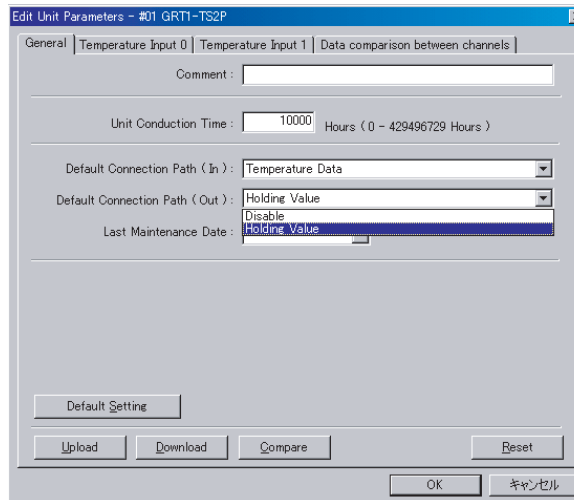 Edit Unit Parameters - #01 GRT1-TS2P
General Temperature Input 0 Temperature Input 1 Data comparison between channels
Comment :
Unit Conduction Time : 10000 Hours ( 0 - 429496729 Hours )
Default Connection Path ( In ) : Temperature Data
Default Connection Path ( Out ) : Holding Value
Disable
Last Maintenance Date : Holding Value
Default Setting
Upload Download Compare Reset
OK キャンセル